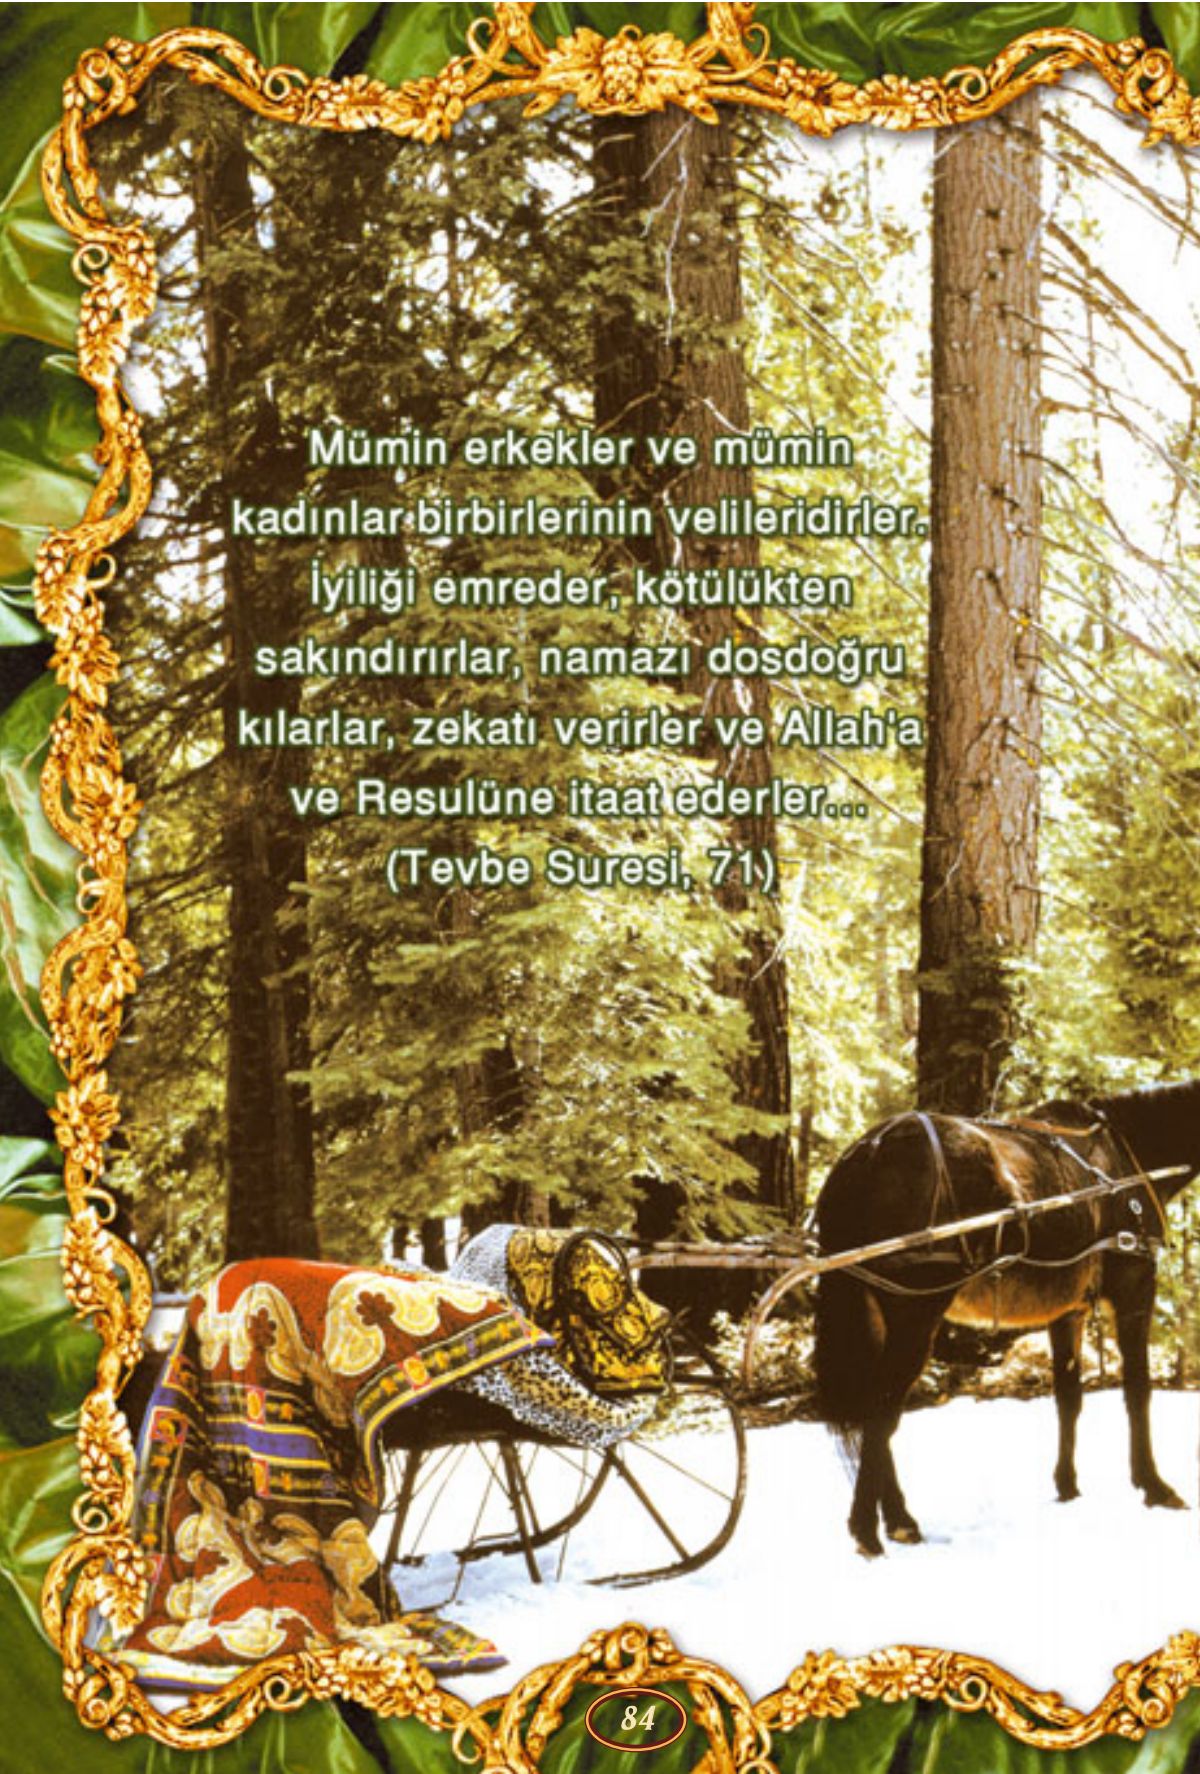 Mümin erkekler ve mümin
kadınlar birbirlerinin velileridirler.
İyiliği emreder, kötülükten
sakındırırlar, namazı dosdoğru
kılarlar, zekatı verirler ve Allah'a
ve Resulüne itaat ederler...
(Tevbe Suresi, 71)
84